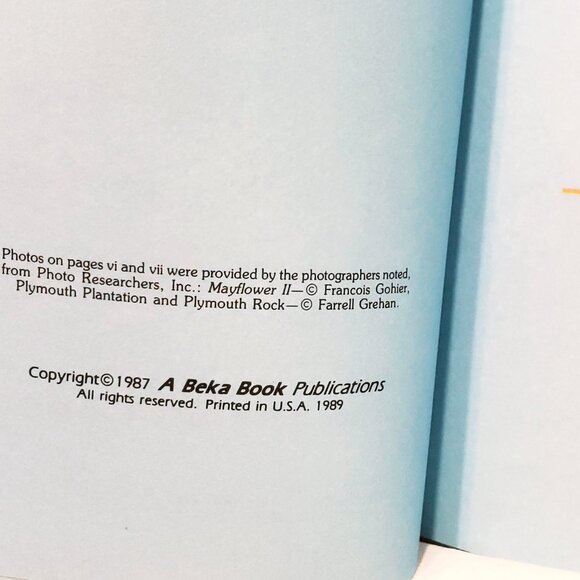 Photos on pages vi and vii were provided by the photographers noted,
from Photo Researchers, Inc.: Mayflower II—© Francois Gohier,
Plymouth Plantation and Plymouth Rock—© Farrell Grehan.
Copyright © 1987 A Beka Book Publications
All rights reserved. Printed in U.S.A. 1989